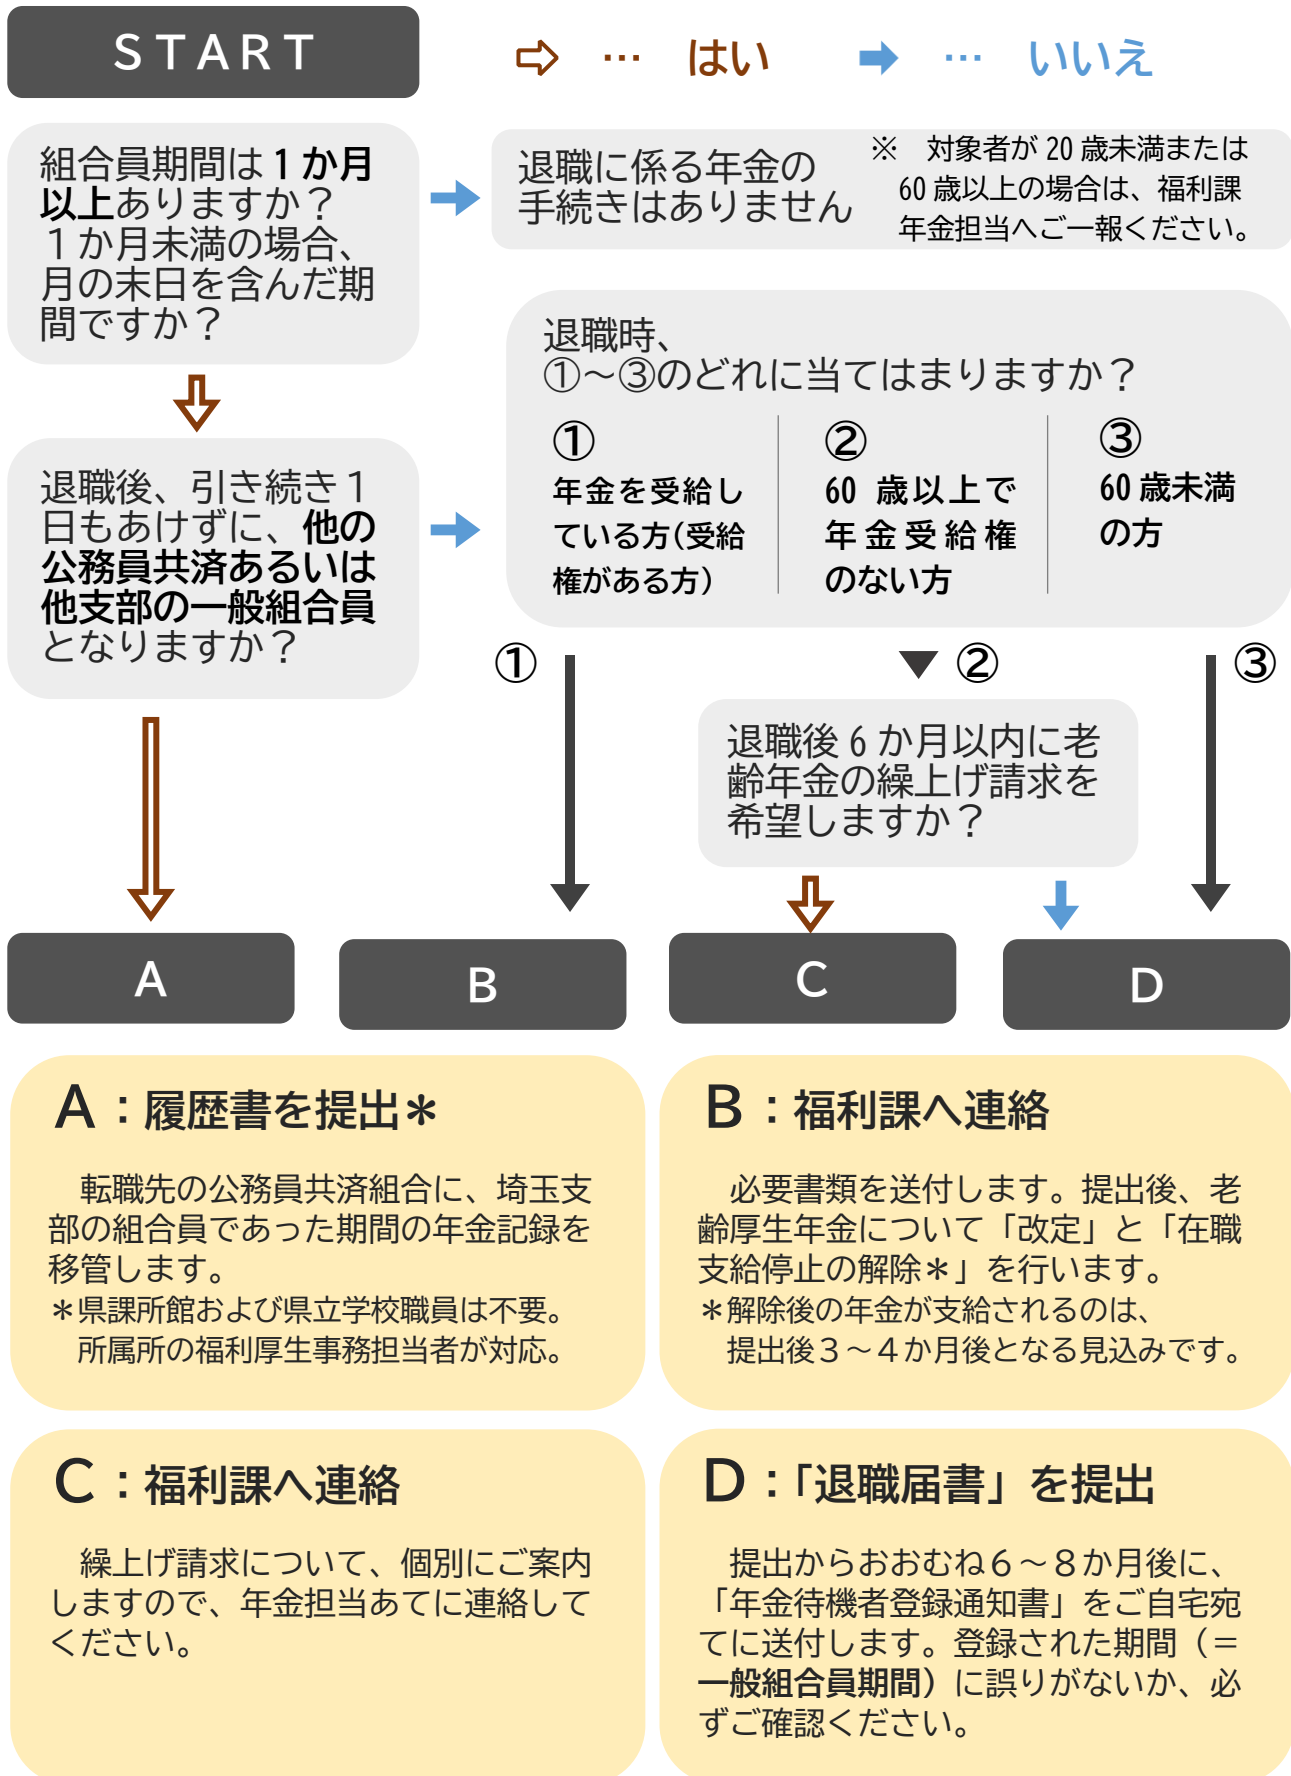 ＳＴＡＲＴ
⇨ … はい ➡ … いいえ
組合員期間は１か月
以上ありますか？
１か月未満の場合、
月の末日を含んだ期
間ですか？
退職に係る年金の
手続きはありません
※ 対象者が 20 歳未満または
60 歳以上の場合は、福利課
年金担当へご一報ください。
退職時、
①～③のどれに当てはまりますか？
①
年金を受給し
ている方（受給
権がある方）
②
60 歳以上で
年金受給権
のない方
③
60 歳未満
の方
退職後、引き続き１
日もあけずに、他の
公務員共済あるいは
他支部の一般組合員
となりますか？
①
②
③
退職後 6 か月以内に老
齢年金の繰上げ請求を
希望しますか？
Ａ
Ｂ
Ｃ
Ｄ
Ａ：履歴書を提出＊
転職先の公務員共済組合に、埼玉支
部の組合員であった期間の年金記録を
移管します。
＊県課所館および県立学校職員は不要。
所属所の福利厚生事務担当者が対応。
Ｂ：福利課へ連絡
必要書類を送付します。提出後、老
齢厚生年金について「改定」と「在職
支給停止の解除＊」を行います。
＊解除後の年金が支給されるのは、
提出後３～４か月後となる見込みです。
Ｃ：福利課へ連絡
繰上げ請求について、個別にご案内
しますので、年金担当あてに連絡して
ください。
Ｄ：「退職届書」を提出
提出からおおむね６～８か月後に、
「年金待機者登録通知書」をご自宅宛
てに送付します。登録された期間（＝
一般組合員期間）に誤りがないか、必
ずご確認ください。